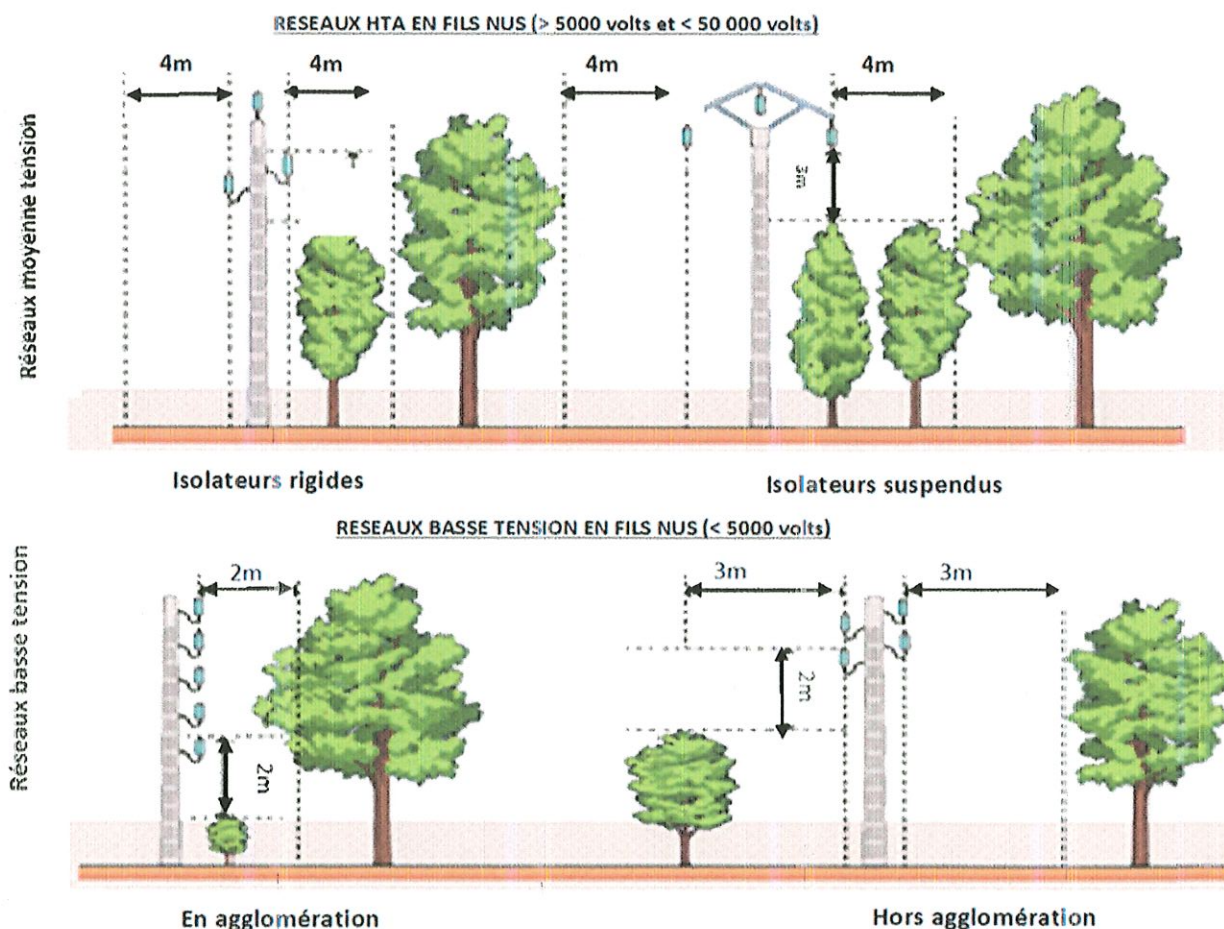 RESEAUX HTA EN FILS NUS (> 5000 volts et < 50 000 volts)
4m 4m 4m 4m
Réseaux moyenne tension
3m
Isolateurs rigides Isolateurs suspendus
RESEAUX BASSE TENSION EN FILS NUS (< 5000 volts)
Réseaux basse tension
2m 3m 3m
2m
2m
En agglomération Hors agglomération